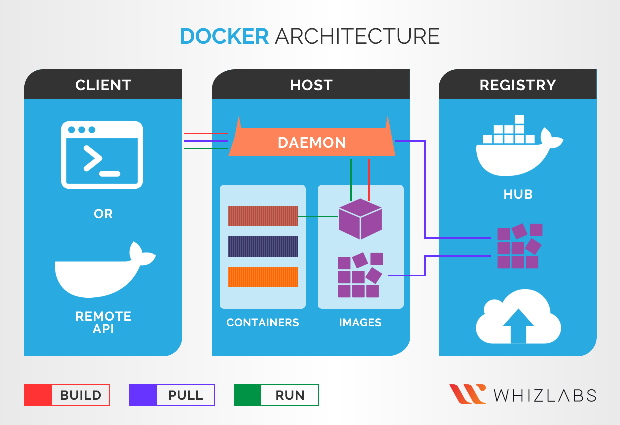 DOCKER ARCHITECTURE
CLIENT
OR
REMOTE
API
HOST
DAEMON
CONTAINERS
IMAGES
REGISTRY
HUB
BUILD
PULL
RUN
WHIZLABS